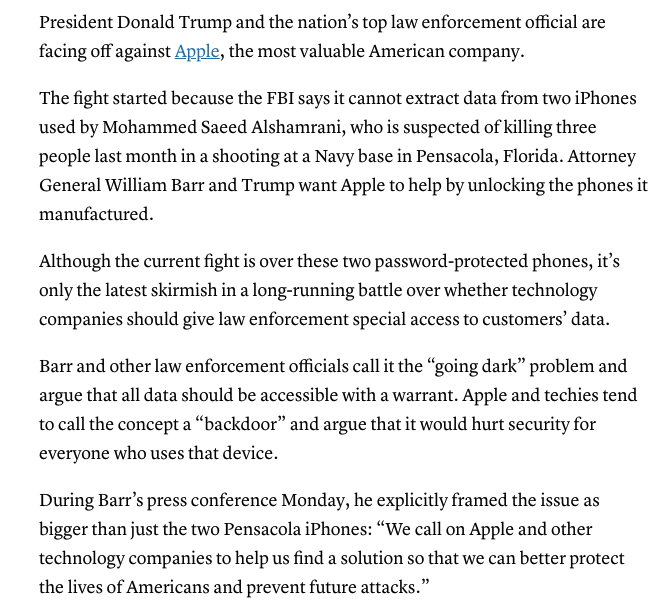 President Donald Trump and the nation’s top law enforcement official are
facing off against Apple, the most valuable American company.
The fight started because the FBI says it cannot extract data from two iPhones
used by Mohammed Saeed Alshamrani, who is suspected of killing three
people last month in a shooting at a Navy base in Pensacola, Florida. Attorney
General William Barr and Trump want Apple to help by unlocking the phones it
manufactured.
Although the current fight is over these two password-protected phones, it’s
only the latest skirmish in a long-running battle over whether technology
companies should give law enforcement special access to customers’ data.
Barr and other law enforcement officials call it the “going dark” problem and
argue that all data should be accessible with a warrant. Apple and techies tend
to call the concept a “backdoor” and argue that it would hurt security for
everyone who uses that device.
During Barr’s press conference Monday, he explicitly framed the issue as
bigger than just the two Pensacola iPhones: “We call on Apple and other
technology companies to help us find a solution so that we can better protect
the lives of Americans and prevent future attacks.”